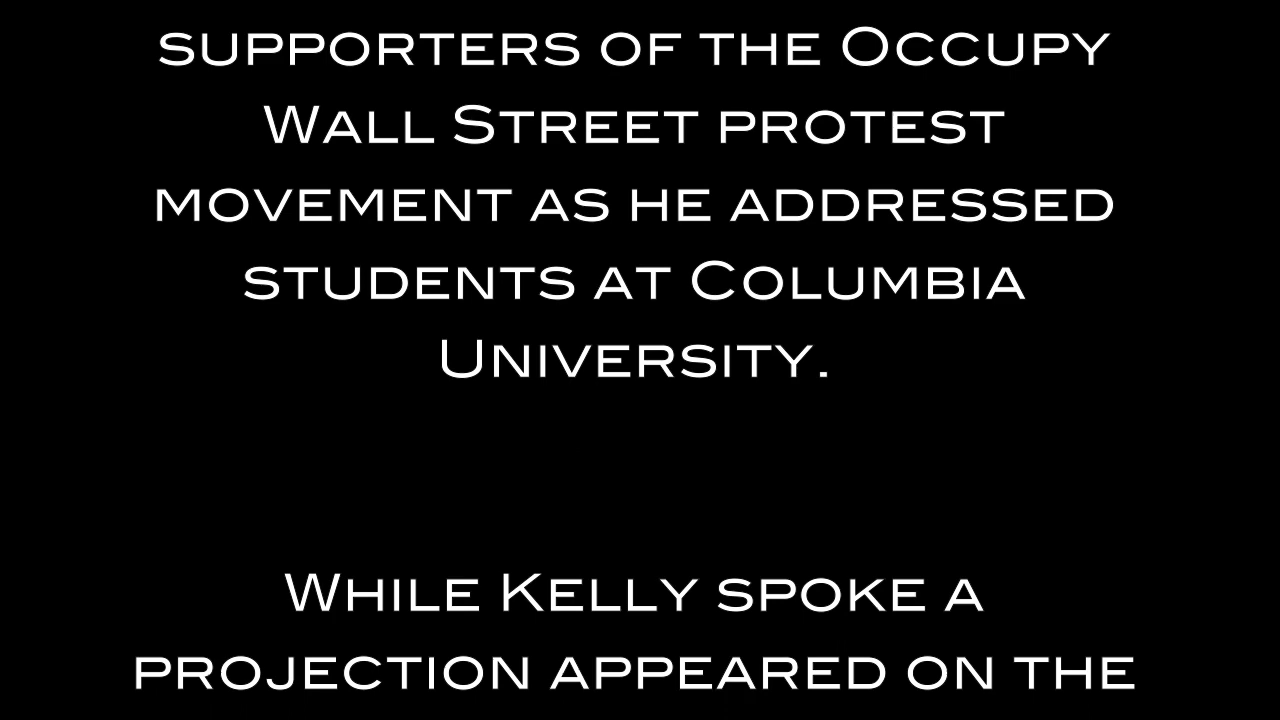 supporters of the Occupy
Wall Street protest
movement as he addressed
students at Columbia
University.
While Kelly spoke a
projection appeared on the